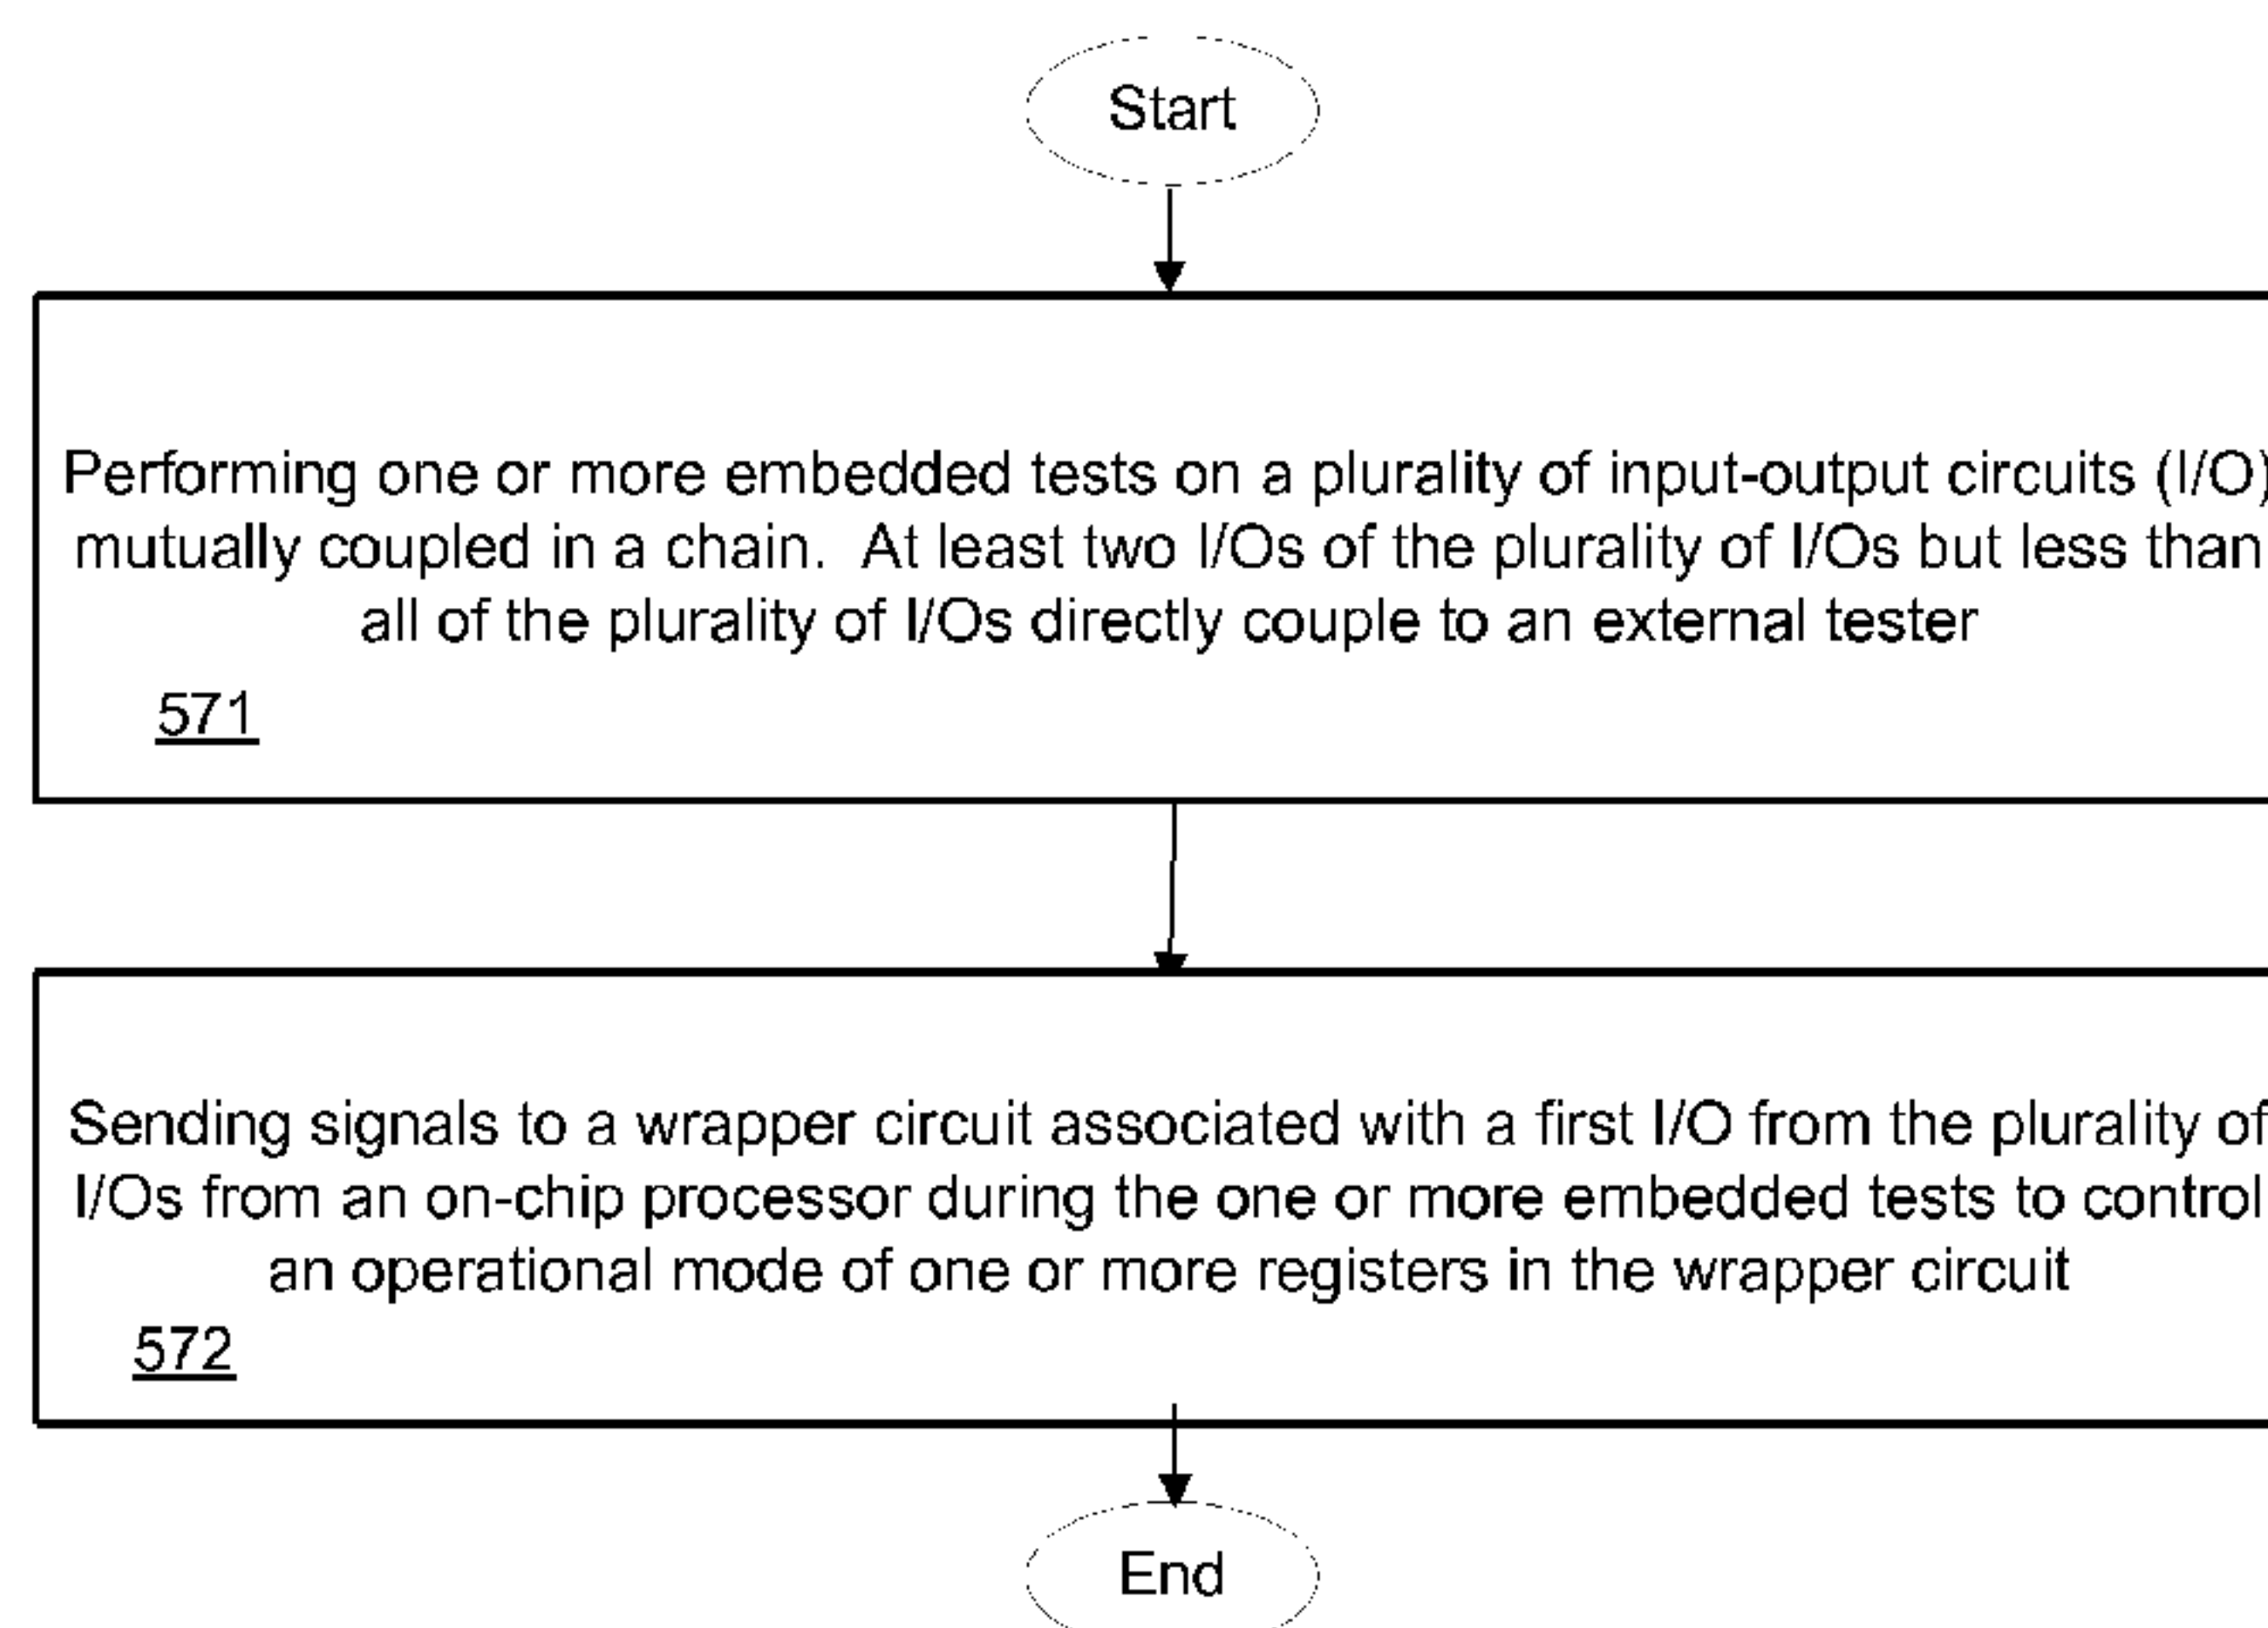 Start
Performing one or more embedded tests on a plurality of input-output circuits (I/O)
mutually coupled in a chain.  At least two I/Os of the plurality of I/Os but less than
all of the plurality of I/Os directly couple to an external tester
571
Sending signals to a wrapper circuit associated with a first I/O from the plurality of
I/Os from an on-chip processor during the one or more embedded tests to control
an operational mode of one or more registers in the wrapper circuit
572
End